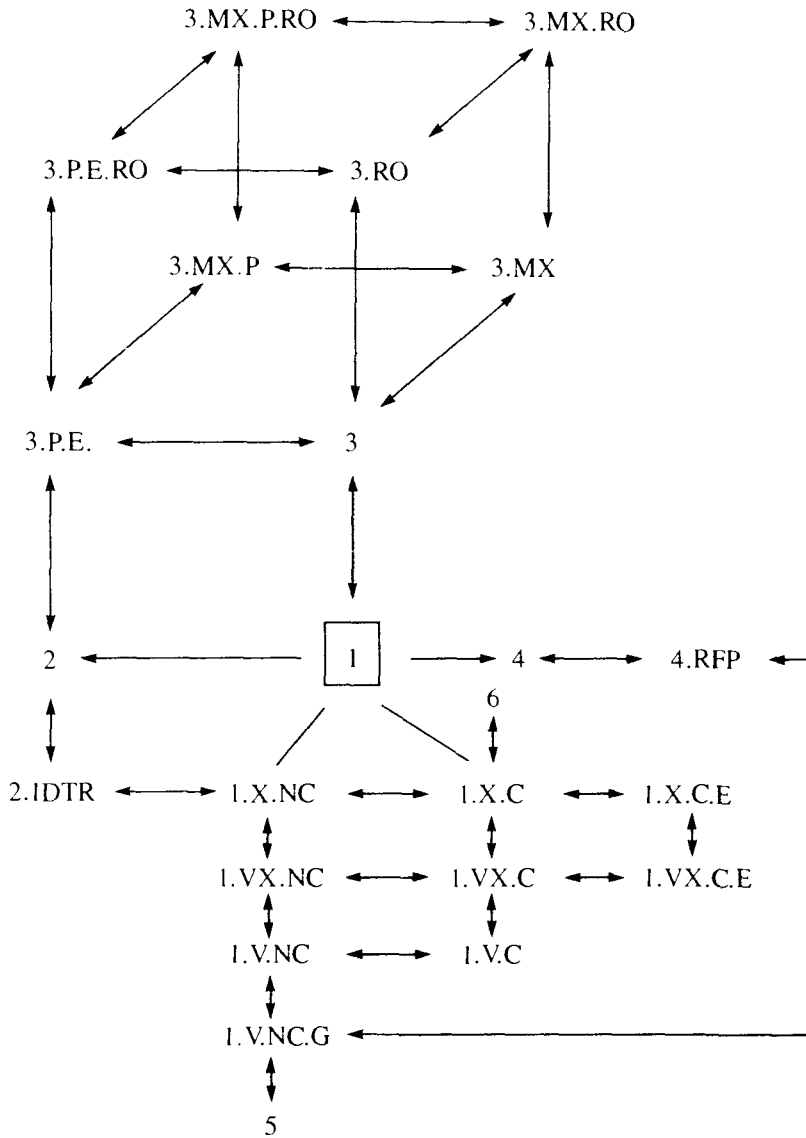 3.MX.P.RO 3.MX.RO
3.P.E.RO 3.RO
3.MX.P 3.MX
3.P.E. 3
2 1 4 4.RFP
6
2.1DTR 1.X.NC 1.X.C 1.X.C.E
1.VX.NC 1.VX.C 1.VX.C.E
1.V.NC 1.V.C
1.V.NC.G
5